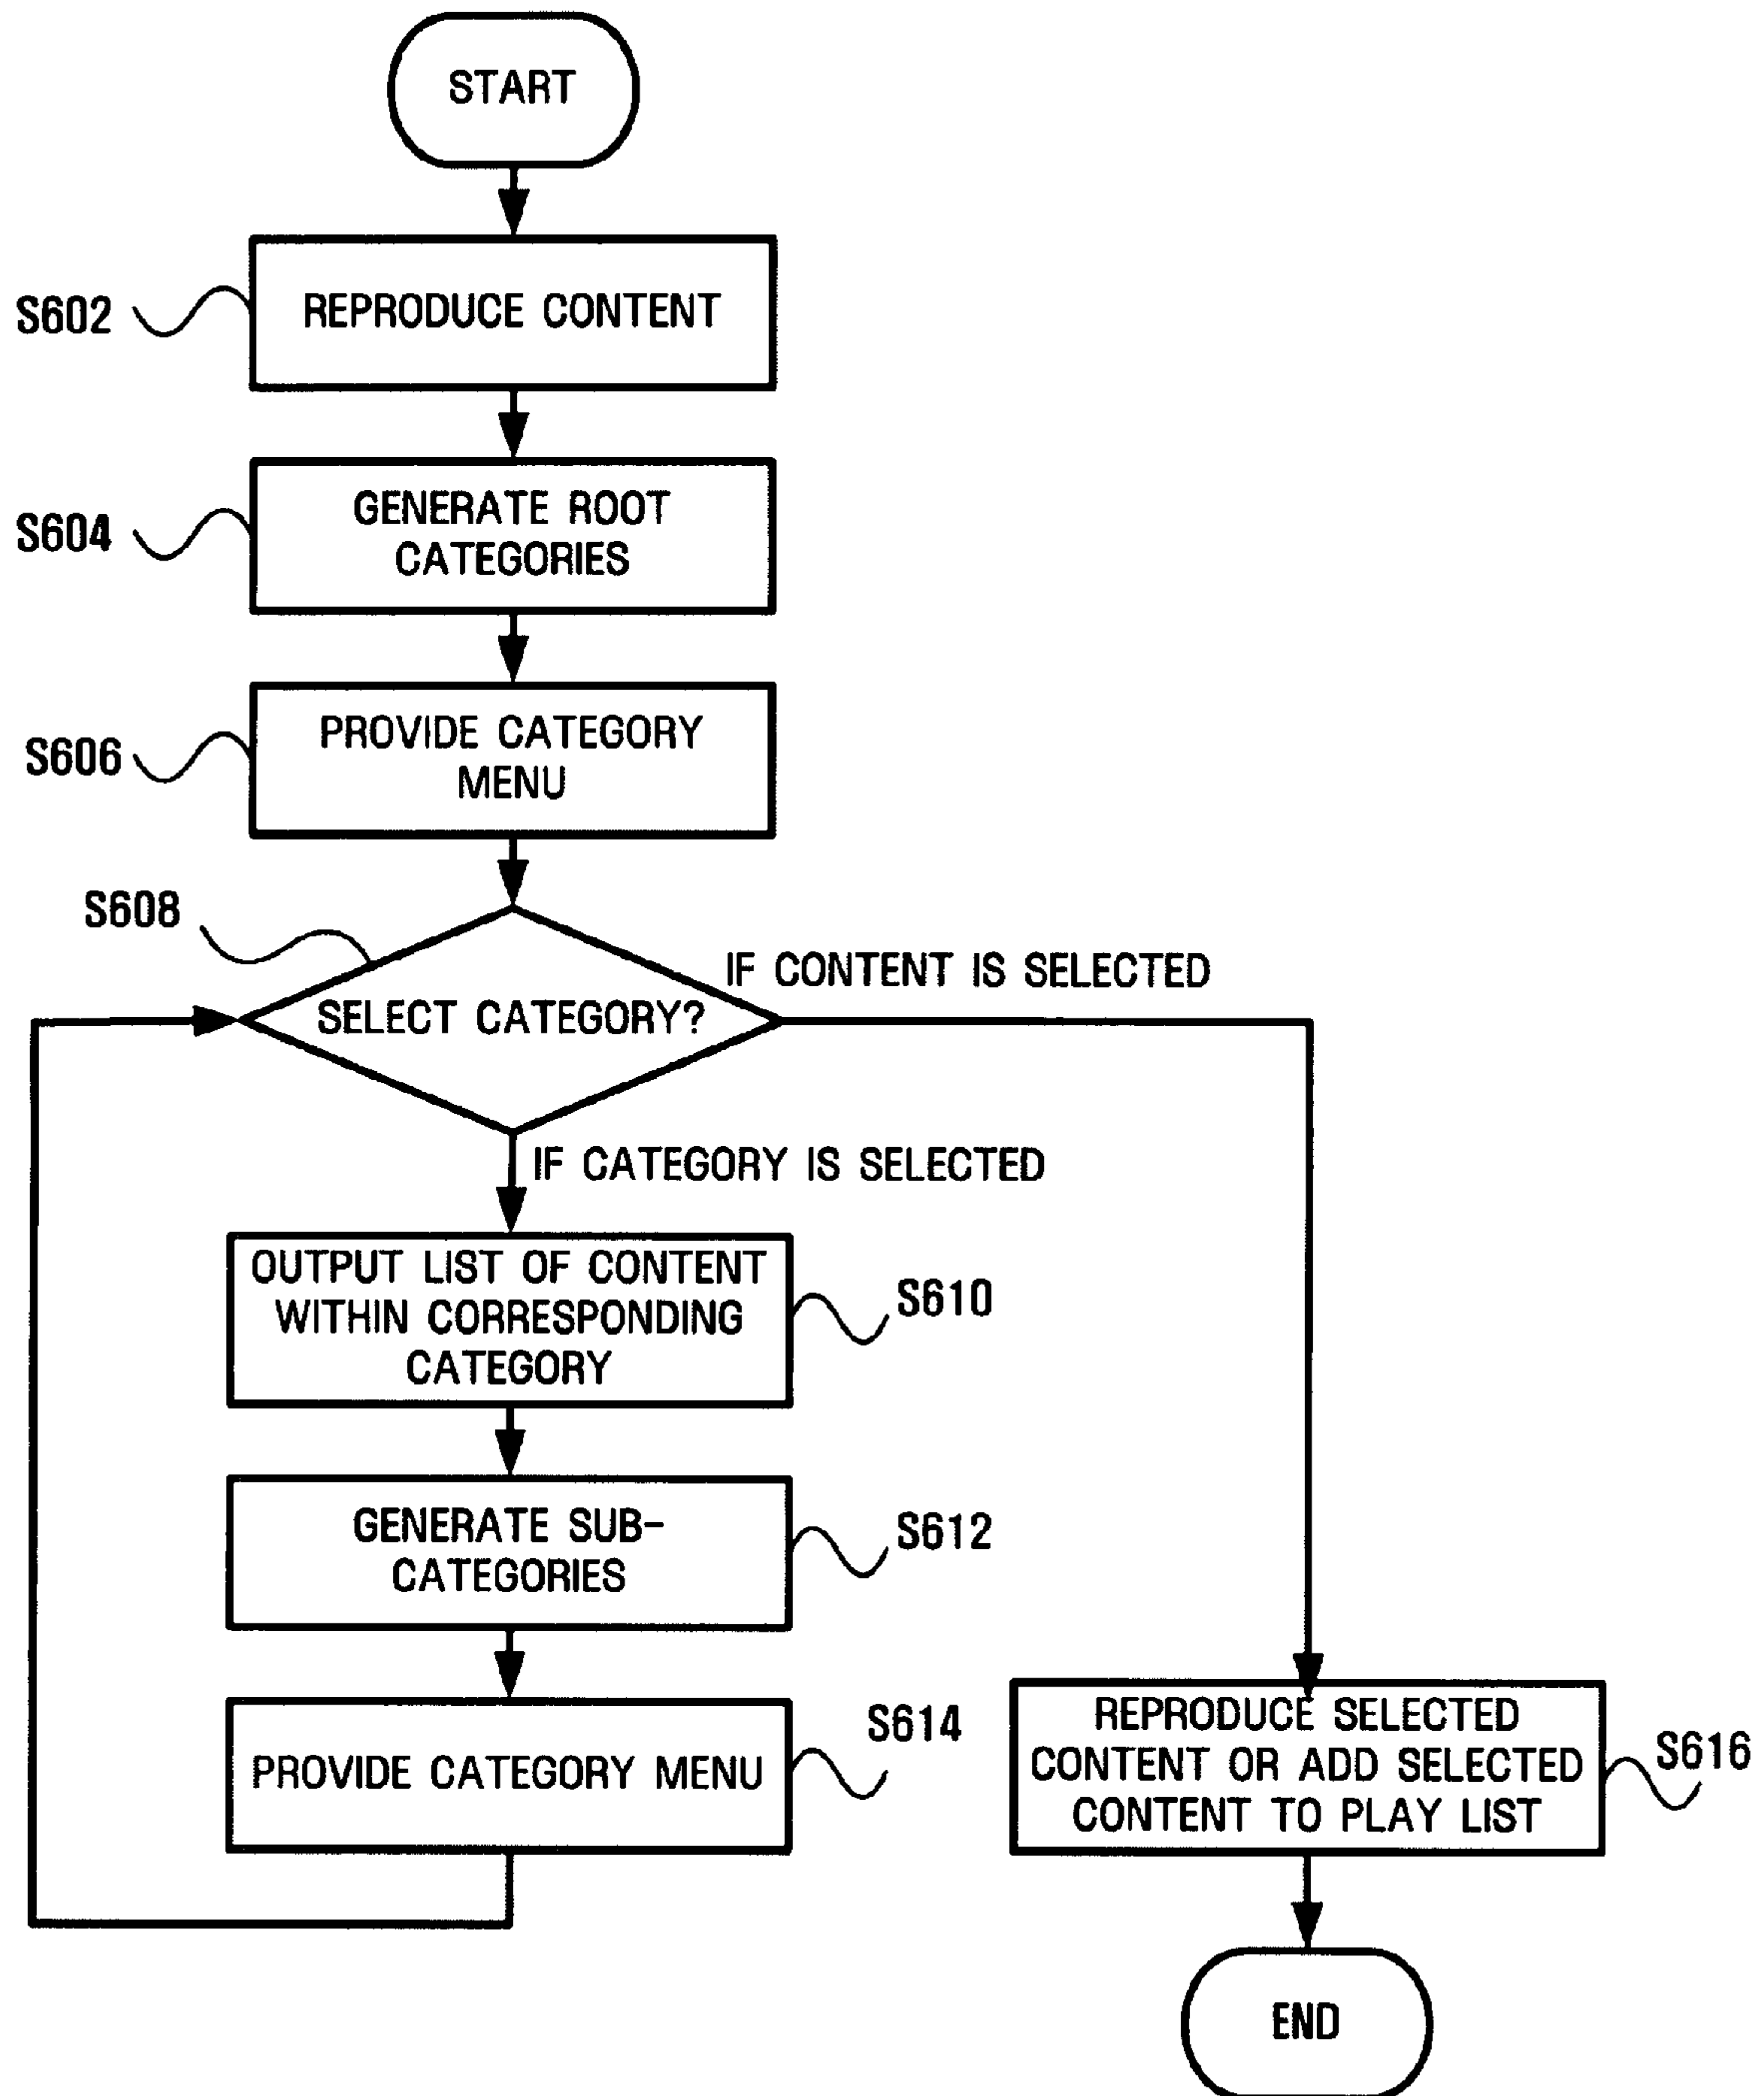 START
S602
REPRODUCE CONTENT
S604
GENERATE ROOT
CATEGORIES
S606
PROVIDE CATEGORY
MENU
S608
IF CONTENT IS SELECTED
SELECT CATEGORY?
IF CATEGORY IS SELECTED
OUTPUT LIST OF CONTENT
WITHIN CORRESPONDING
CATEGORY
S610
GENERATE SUB-
CATEGORIES
S612
PROVIDE CATEGORY MENU
S614
REPRODUCE SELECTED
CONTENT OR ADD SELECTED
CONTENT TO PLAY LIST
S616
END